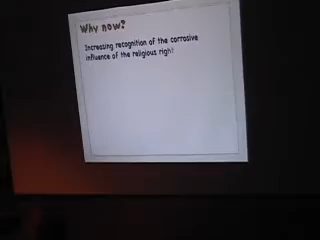 Why now?
Increasing recognition of the corrosive
influence of the religious right